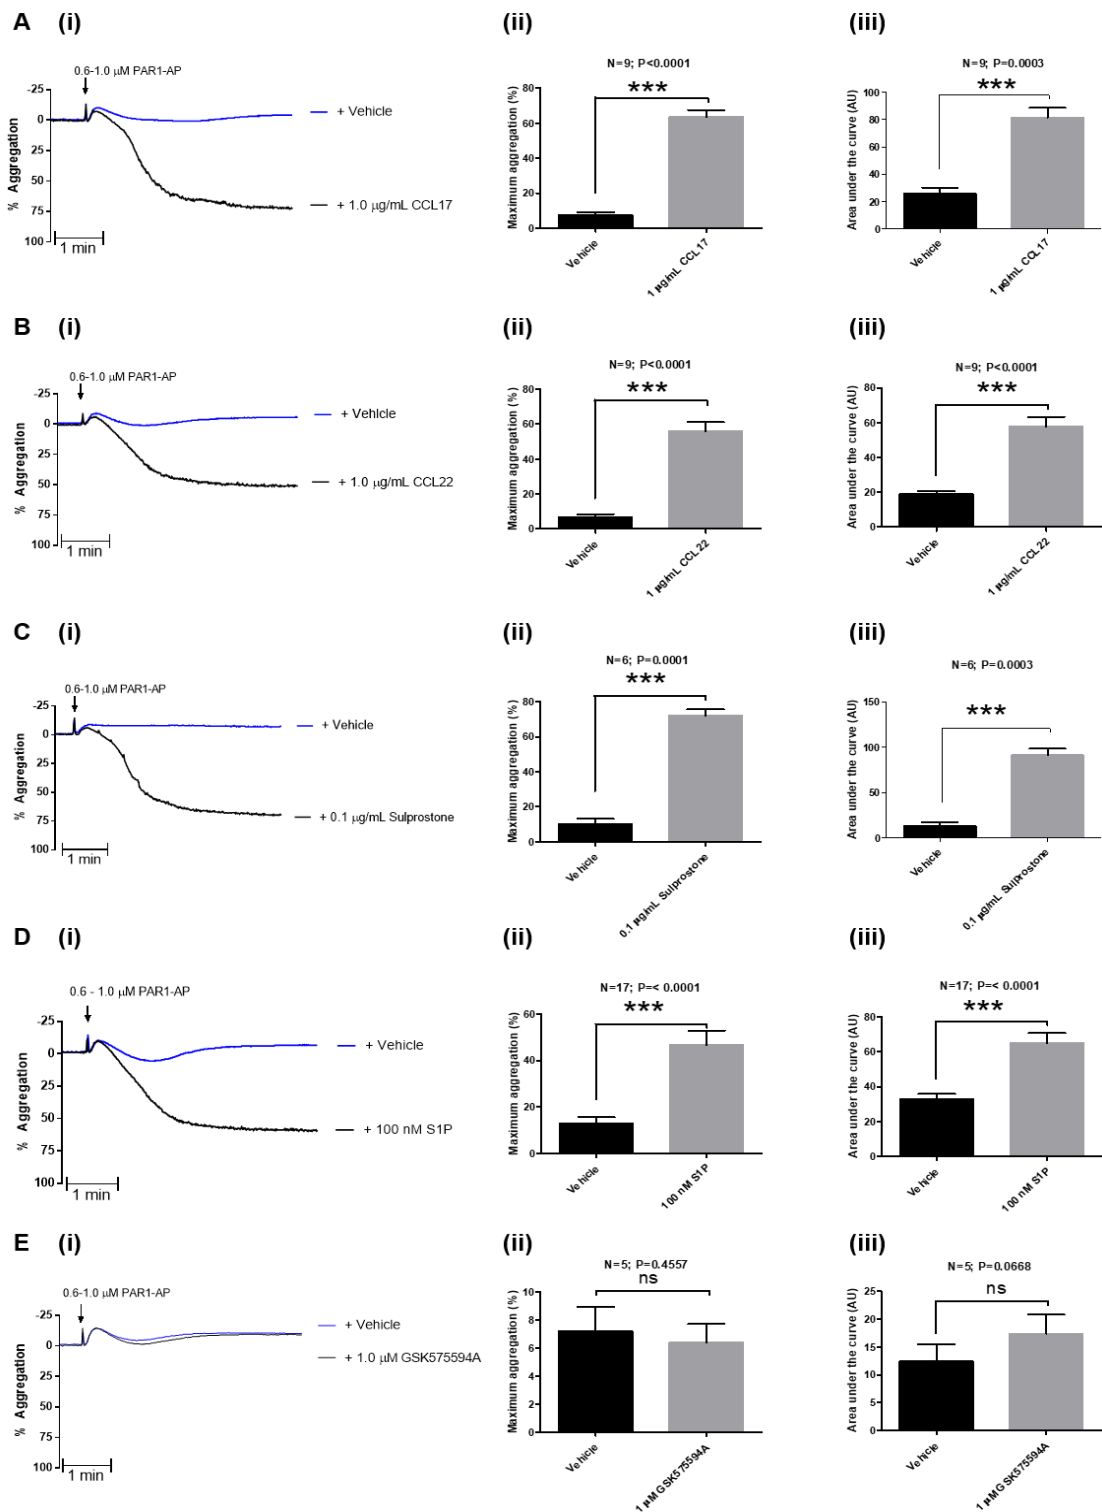 A (i) (ii) (iii)
0.6-1.0 µM PAR1-AP
-25
0
25
50
75
100
% Aggregation
+ Vehicle
+ 1.0 µg/mL CCL17
1 min
N=9; P<0.0001
***
Maximum aggregation (%)
80
60
40
20
0
Vehicle
1 µg/mL CCL17
N=9; P=0.0003
***
Area under the curve (AU)
100
80
60
40
20
0
Vehicle
1 µg/mL CCL17
B (i) (ii) (iii)
0.6-1.0 µM PAR1-AP
-25
0
25
50
75
100
% Aggregation
+ Vehicle
+ 1.0 µg/mL CCL22
1 min
N=9; P<0.0001
***
Maximum aggregation (%)
80
60
40
20
0
Vehicle
1 µg/mL CCL22
N=9; P<0.0001
***
Area under the curve (AU)
80
60
40
20
0
Vehicle
1 µg/mL CCL22
C (i) (ii) (iii)
0.6-1.0 µM PAR1-AP
-25
0
25
50
75
100
% Aggregation
+ Vehicle
+ 0.1 µg/mL Sulprostone
1 min
N=6; P=0.0001
***
Maximum aggregation (%)
80
60
40
20
0
Vehicle
0.1 µg/mL Sulprostone
N=6; P=0.0003
***
Area under the curve (AU)
150
100
50
0
Vehicle
0.1 µg/mL Sulprostone
D (i) (ii) (iii)
0.6 - 1.0 µM PAR1-AP
-25
0
25
50
75
100
% Aggregation
+ Vehicle
+ 100 nM S1P
1 min
N=17; P=< 0.0001
***
Maximum aggregation (%)
60
40
20
0
Vehicle
100 nM S1P
N=17; P=< 0.0001
***
Area under the curve (AU)
80
60
40
20
0
Vehicle
100 nM S1P
E (i) (ii) (iii)
0.6-1.0 µM PAR1-AP
-25
0
25
50
75
100
% Aggregation
+ Vehicle
+ 1.0 µM GSK575594A
1 min
N=5; P=0.4557
ns
Maximum aggregation (%)
10
8
6
4
2
0
Vehicle
1 µM GSK575594A
N=5; P=0.0668
ns
Area under the curve (AU)
25
20
15
10
5
0
Vehicle
1 µM GSK575594A